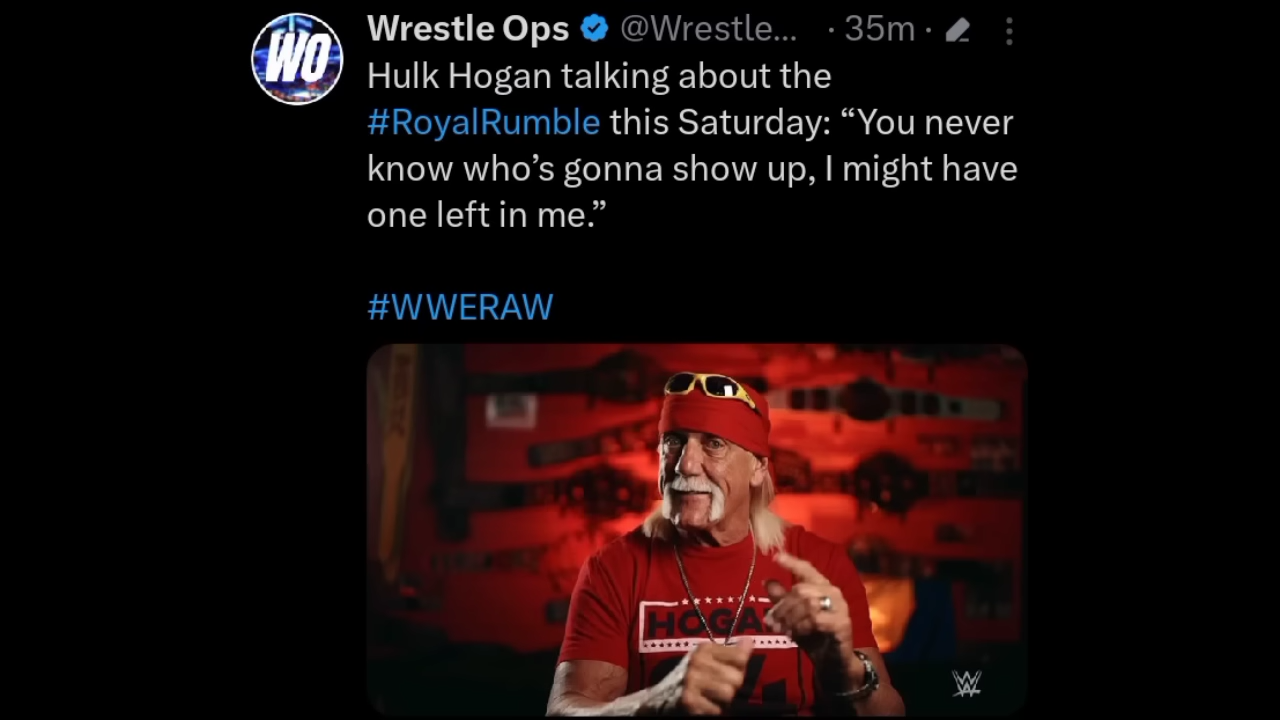 WO
Wrestle Ops @Wrestle... · 35m ·
Hulk Hogan talking about the
#RoyalRumble this Saturday: “You never
know who’s gonna show up, I might have
one left in me.”
#WWERAW
HOGA
W